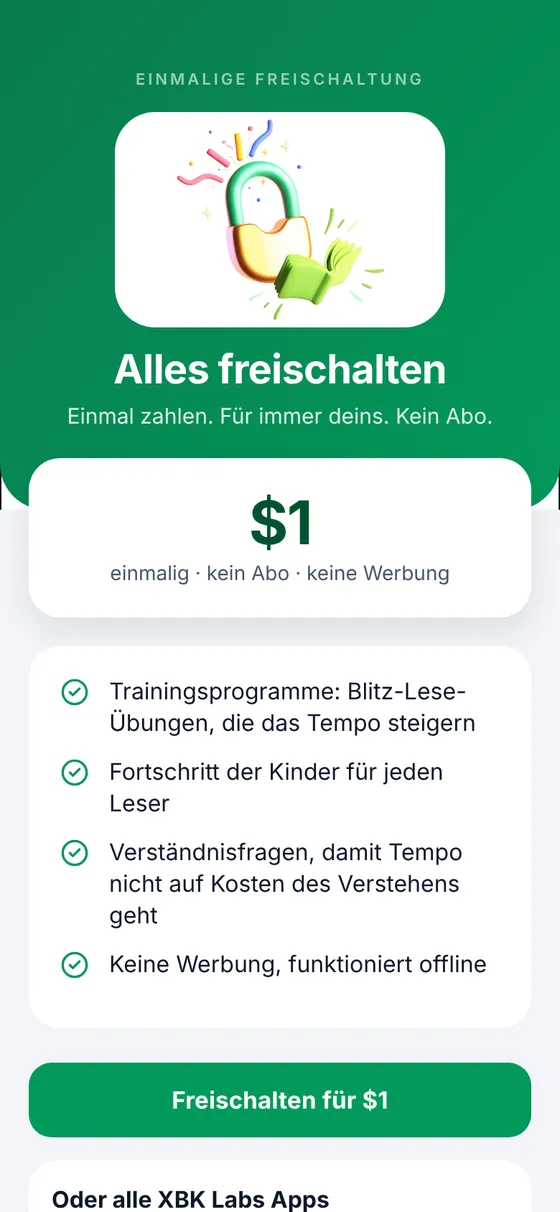 EINMALIGE FREISCHALTUNG
Alles freischalten
Einmal zahlen. Für immer deins. Kein Abo.
$1
einmalig · kein Abo · keine Werbung
Trainingsprogramme: Blitz-Lese-
Übungen, die das Tempo steigern
Fortschritt der Kinder für jeden
Leser
Verständnisfragen, damit Tempo
nicht auf Kosten des Verstehens
geht
Keine Werbung, funktioniert offline
Freischalten für $1
Oder alle XBK Labs Apps